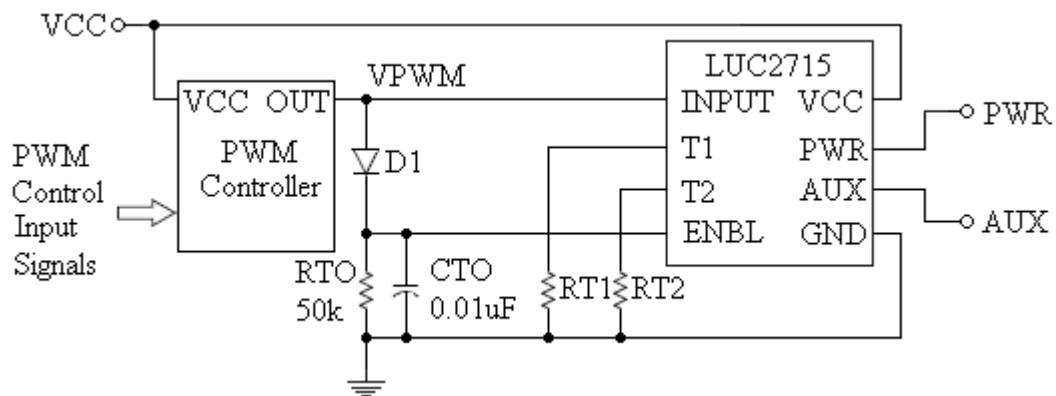 VCC
LUC2715
VPWM
VCC OUT
INPUT VCC
PWR
T1 PWR
PWM
Control
Input
Signals
PWM
Controller
D1
T2 AUX
AUX
ENBL GND
RTO
50k
CTO
0.01uF
RT1
RT2